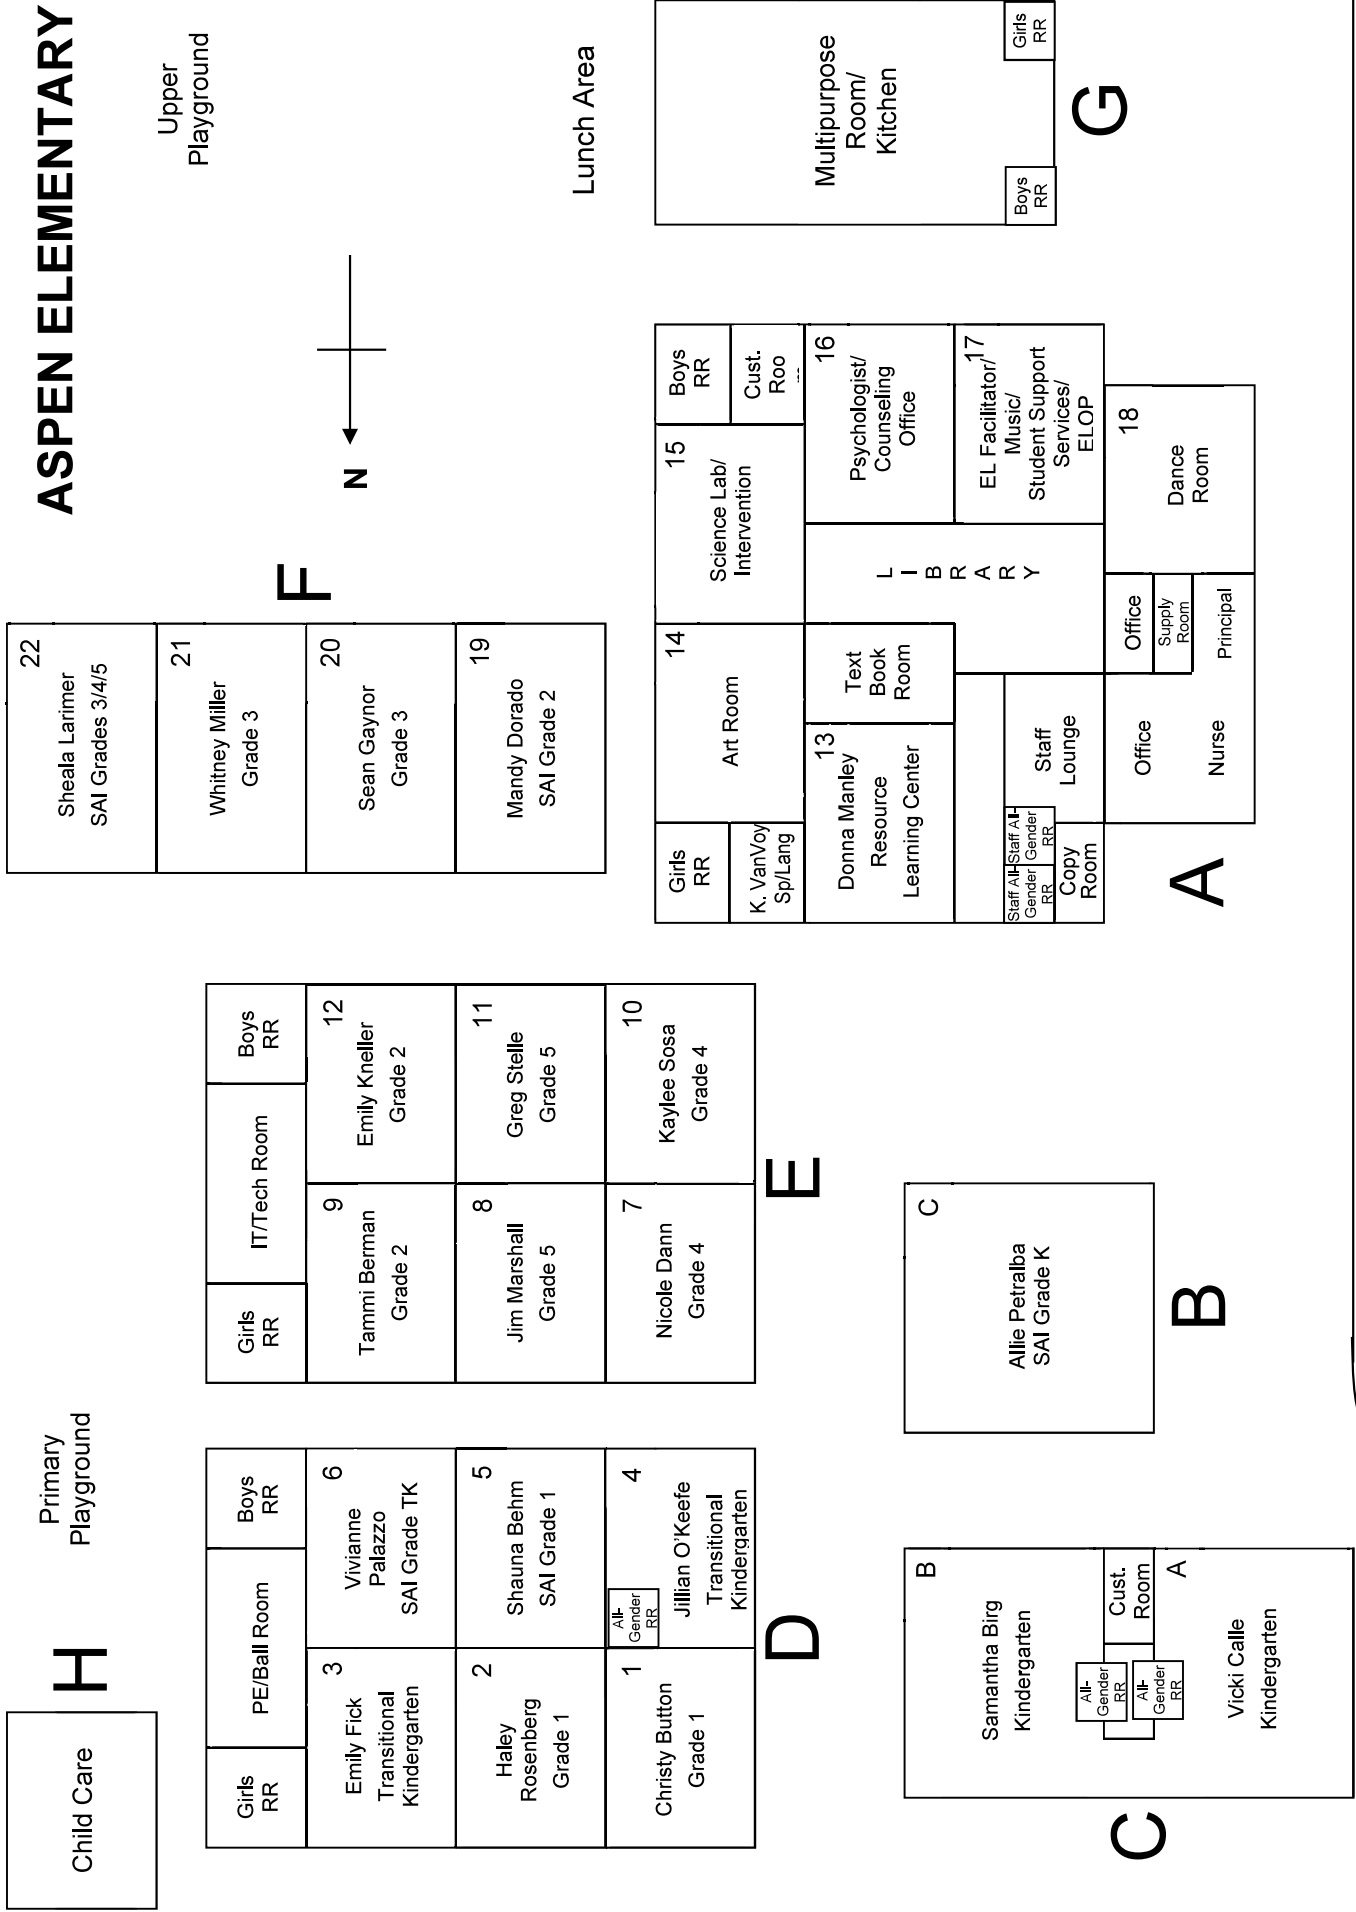 ASPEN ELEMENTARY
Child Care
H
Primary
Playground
Upper
Playground
N
22
Sheala Larimer
SAI Grades 3/4/5
21
Whitney Miller
Grade 3
20
Sean Gaynor
Grade 3
19
Mandy Dorado
SAI Grade 2
F
Girls
RR
PE/Ball Room
Boys
RR
3
Emily Fick
Transitional
Kindergarten
6
Vivianne
Palazzo
SAI Grade TK
2
Haley
Rosenberg
Grade 1
5
Shauna Behm
SAI Grade 1
1
Christy Button
Grade 1
4
All-
Gender
RR
Jillian O'Keefe
Transitional
Kindergarten
D
Girls
RR
IT/Tech Room
Boys
RR
9
Tammi Berman
Grade 2
12
Emily Kneller
Grade 2
8
Jim Marshall
Grade 5
11
Greg Stelle
Grade 5
7
Nicole Dann
Grade 4
10
Kaylee Sosa
Grade 4
E
Lunch Area
Girls
RR
K. VanVoy
Sp/Lang
14
Art Room
15
Science Lab/
Intervention
Boys
RR
Cust.
Roo
m
13
Donna Manley
Resource
Learning Center
Text
Book
Room
L
I
B
R
A
R
Y
16
Psychologist/
Counseling
Office
17
EL Facilitator/
Music/
Student Support
Services/
ELOP
Staff All-
Gender
RR
Staff All-
Gender
RR
Copy
Room
Staff
Lounge
Office
Nurse
Office
Supply
Room
Principal
18
Dance
Room
A
Multipurpose
Room/
Kitchen
Boys
RR
Girls
RR
G
B
Samantha Birg
Kindergarten
All-
Gender
RR
All-
Gender
RR
Cust.
Room
A
Vicki Calle
Kindergarten
C
C
Allie Petralba
SAI Grade K
B